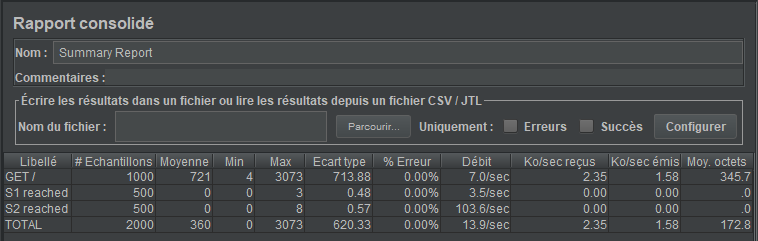 Rapport consolidé
Nom : Summary Report
Commentaires :
Écrire les résultats dans un fichier ou lire les résultats depuis un fichier CSV / JTL
Nom du fichier : Parcourir... Uniquement : Erreurs Succès Configurer
Libellé # Echantillons Moyenne Min Max Ecart type % Erreur Débit Ko/sec reçus Ko/sec émis Moy. octets
GET / 1000 721 4 3073 713.88 0.00% 7.0/sec 2.35 1.58 345.7
S1 reached 500 0 0 3 0.48 0.00% 3.5/sec 0.00 0.00 .0
S2 reached 500 0 0 8 0.57 0.00% 103.6/sec 0.00 0.00 .0
TOTAL 2000 360 0 3073 620.33 0.00% 13.9/sec 2.35 1.58 172.8